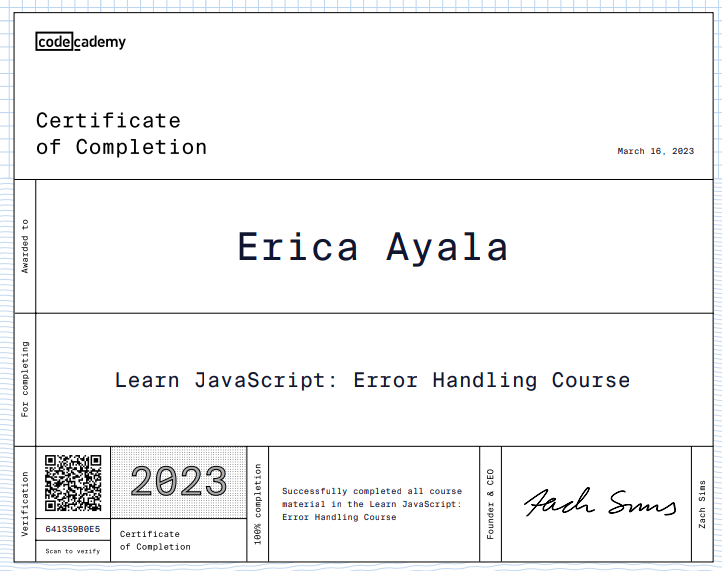 codecademy
Certificate
of Completion
March 16, 2023
Awarded to
Erica Ayala
For completing
Learn JavaScript: Error Handling Course
Verification
641359B0E5
Scan to verify
2023
Certificate
of Completion
100% completion
Successfully completed all course
material in the Learn JavaScript:
Error Handling Course
Founder & CEO
Zach Sims
Zach Sims